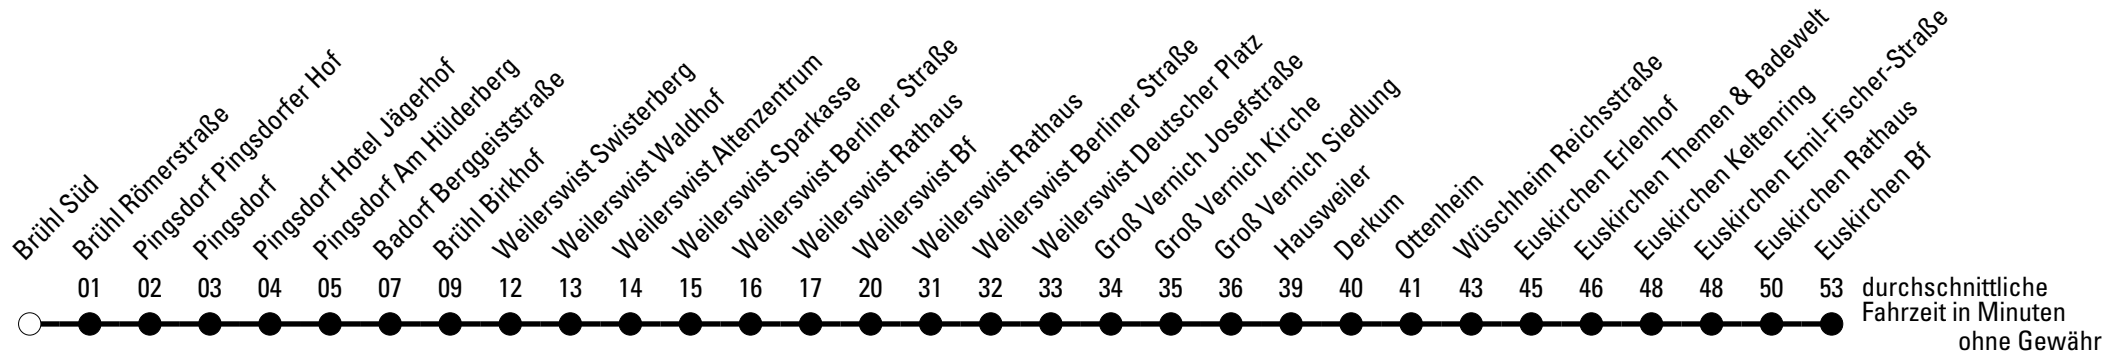 Brühl Süd
Brühl Römerstraße
Pingsdorf Pingsdorfer Hof
Pingsdorf
Pingsdorf Hotel Jägerhof
Pingsdorf Am Hülderberg
Badorf Berggeiststraße
Brühl Birkhof
Weilerswist Swisterberg
Weilerswist Waldhof
Weilerswist Altenzentrum
Weilerswist Sparkasse
Weilerswist Berliner Straße
Weilerswist Rathaus
Weilerswist Bf
Weilerswist Rathaus
Weilerswist Berliner Straße
Weilerswist Deutscher Platz
Groß Vernich Josefstraße
Groß Vernich Kirche
Groß Vernich Siedlung
Hausweiler
Derkum
Ottenheim
Wüschheim Reichsstraße
Euskirchen Erlenhof
Euskirchen Themen & Badewelt
Euskirchen Keltenring
Euskirchen Emil-Fischer-Straße
Euskirchen Rathaus
Euskirchen Bf
01 02 03 04 05 07 09 12 13 14 15 16 17 20 31 32 33 34 35 36 39 40 41 43 45 46 48 48 50 53 durchschnittliche
Fahrzeit in Minuten
ohne Gewähr